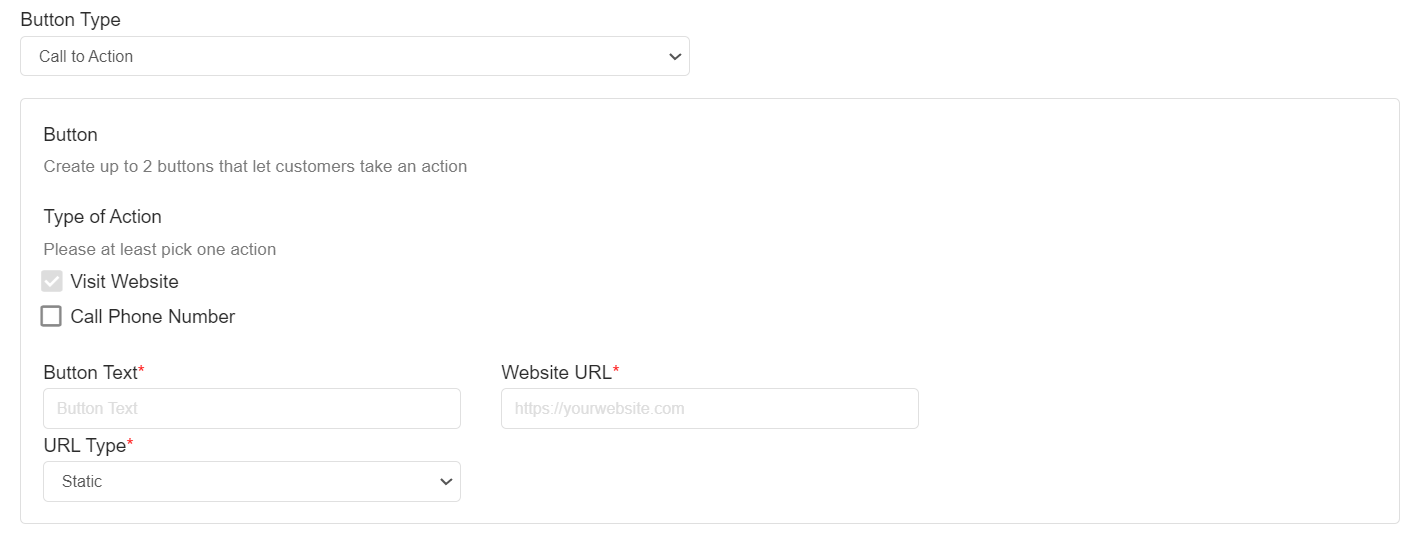 Button Type
Call to Action
Button
Create up to 2 buttons that let customers take an action
Type of Action
Please at least pick one action
Visit Website
Call Phone Number
Button Text* Website URL*
Button Text https://yourwebsite.com
URL Type*
Static